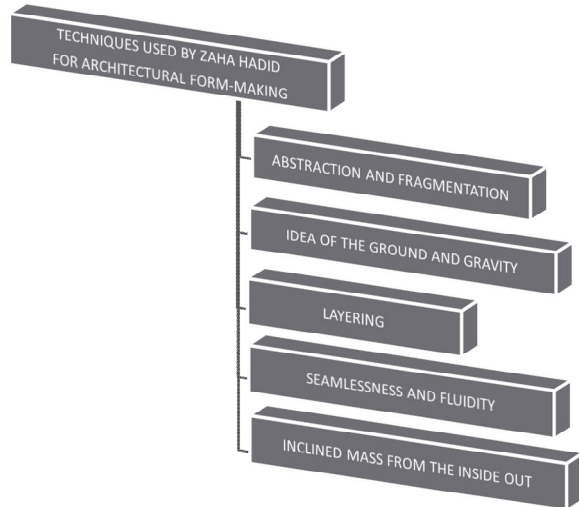 TECHNIQUES USED BY ZAHA HADID
FOR ARCHITECTURAL FORM-MAKING
ABSTRACTION AND FRAGMENTATION
IDEA OF THE GROUND AND GRAVITY
LAYERING
SEAMLESSNESS AND FLUIDITY
INCLINED MASS FROM THE INSIDE OUT